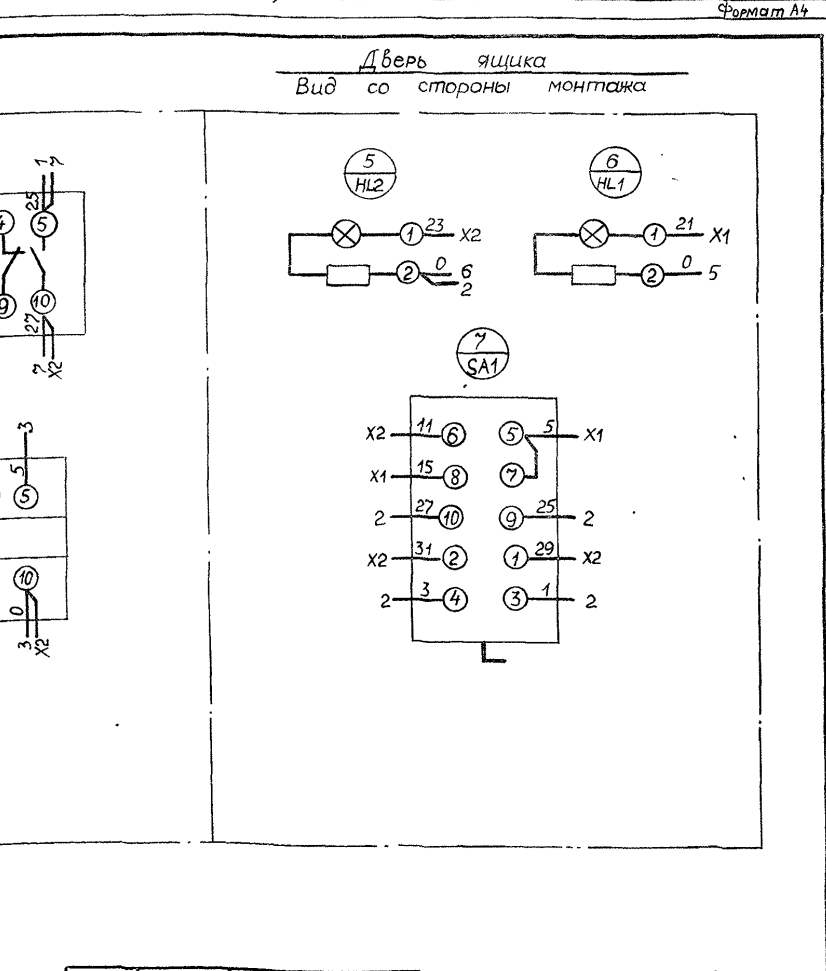 Формат А4
Дверь ящика
Вид со стороны монтажа
1 7
25
4 5
9 10
27
7 X2
3
5
5
10
0
3 X2
5
HL2
1 23 X2
2 0 6
2
6
HL1
1 21 X1
2 0 5
7
SA1
X2 11 6 5 5 X1
X1 15 8 7
2 27 10 9 25 2
X2 31 2 1 29 X2
2 3 4 3 1 2